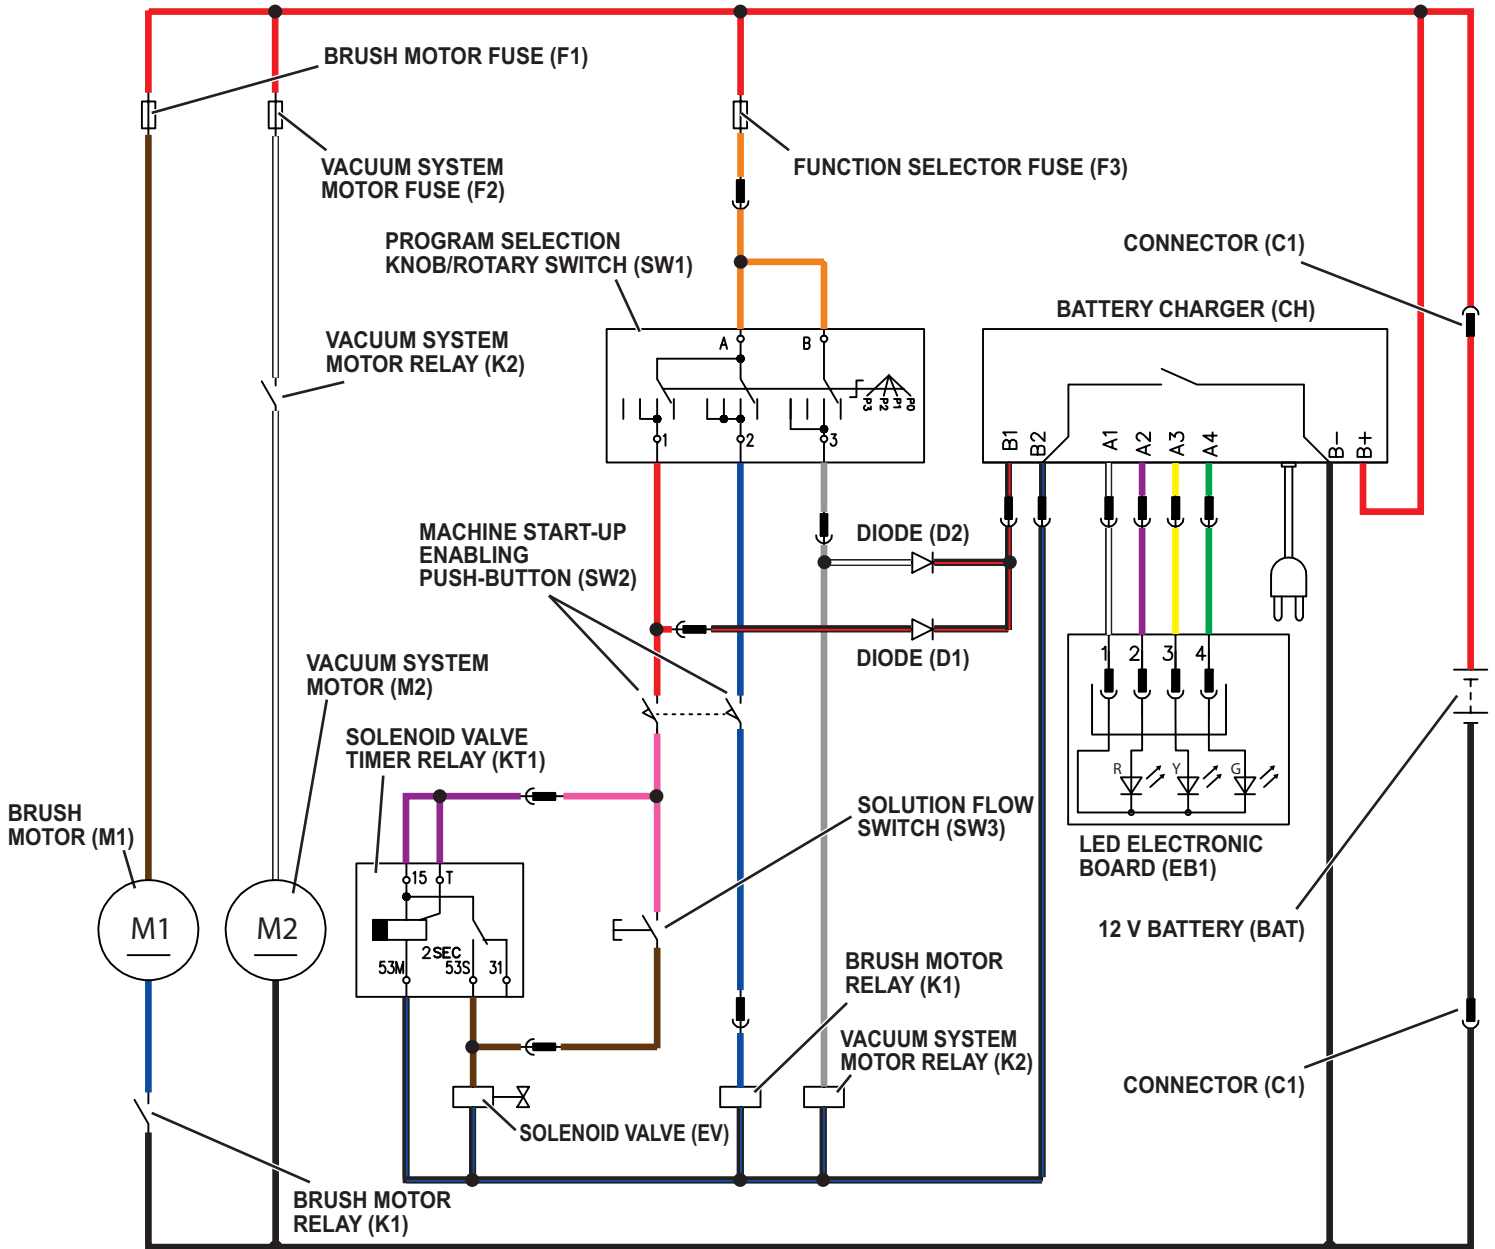 BRUSH MOTOR FUSE (F1)
VACUUM SYSTEM
MOTOR FUSE (F2)
FUNCTION SELECTOR FUSE (F3)
PROGRAM SELECTION
KNOB/ROTARY SWITCH (SW1)
CONNECTOR (C1)
BATTERY CHARGER (CH)
VACUUM SYSTEM
MOTOR RELAY (K2)
A B
P3 P2 P1 P0
1 2 3
B1 B2 A1 A2 A3 A4 B- B+
MACHINE START-UP
ENABLING
PUSH-BUTTON (SW2)
DIODE (D2)
DIODE (D1)
VACUUM SYSTEM
MOTOR (M2)
1 2 3 4
SOLENOID VALVE
TIMER RELAY (KT1)
R Y G
BRUSH
MOTOR (M1)
SOLUTION FLOW
SWITCH (SW3)
LED ELECTRONIC
BOARD (EB1)
15 T
M1
M2
2SEC
53M 53S 31
12 V BATTERY (BAT)
BRUSH MOTOR
RELAY (K1)
VACUUM SYSTEM
MOTOR RELAY (K2)
CONNECTOR (C1)
SOLENOID VALVE (EV)
BRUSH MOTOR
RELAY (K1)